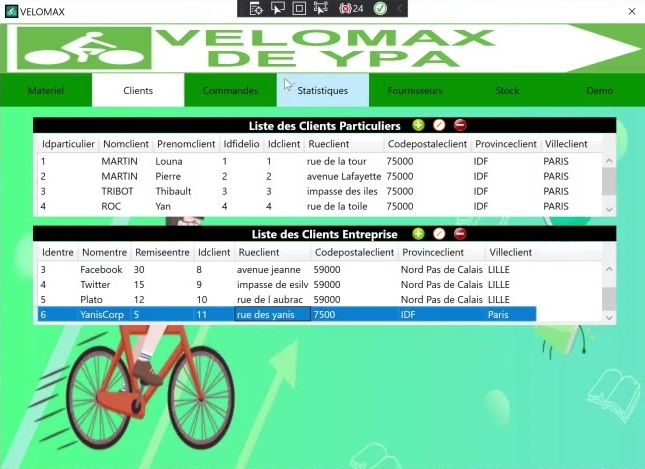 VELOMAX
24
VELOMAX
DE YPA
Materiel Clients Commandes Statistiques Fournisseurs Stock Demo
Liste des Clients Particuliers
Idparticulier Nomclient Prenomclient Idfidelio Idclient Rueclient Codepostaleclient Provinceclient Villeclient
1 MARTIN Louna 1 1 rue de la tour 75000 IDF PARIS
2 MARTIN Pierre 2 2 avenue Lafayette 75000 IDF PARIS
3 TRIBOT Thibault 3 3 impasse des iles 75000 IDF PARIS
4 ROC Yan 4 4 rue de la toile 75000 IDF PARIS
Liste des Clients Entreprise
Identre Nomentre Remiseentre Idclient Rueclient Codepostaleclient Provinceclient Villeclient
3 Facebook 30 8 avenue jeanne 59000 Nord Pas de Calais LILLE
4 Twitter 15 9 impasse de esilv 59000 Nord Pas de Calais LILLE
5 Plato 12 10 rue de l aubrac 59000 Nord Pas de Calais LILLE
6 YanisCorp 5 11 rue des yanis 7500 IDF Paris